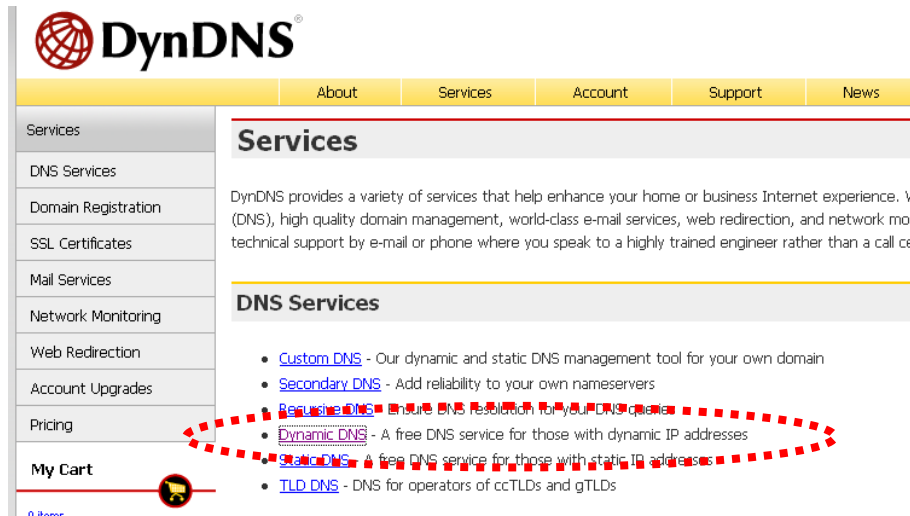 DynDNS®
About Services Account Support News
Services
DNS Services
Domain Registration
SSL Certificates
Mail Services
Network Monitoring
Web Redirection
Account Upgrades
Pricing
My Cart
0 items
Services
DynDNS provides a variety of services that help enhance your home or business Internet experience. W
(DNS), high quality domain management, world-class e-mail services, web redirection, and network mo
technical support by e-mail or phone where you speak to a highly trained engineer rather than a call ce
DNS Services
• Custom DNS - Our dynamic and static DNS management tool for your own domain
• Secondary DNS - Add reliability to your own nameservers
• Recursive DNS - Ensure DNS resolution for your DNS queries
• Dynamic DNS - A free DNS service for those with dynamic IP addresses
• Static DNS - A free DNS service for those with static IP addresses
• TLD DNS - DNS for operators of ccTLDs and gTLDs